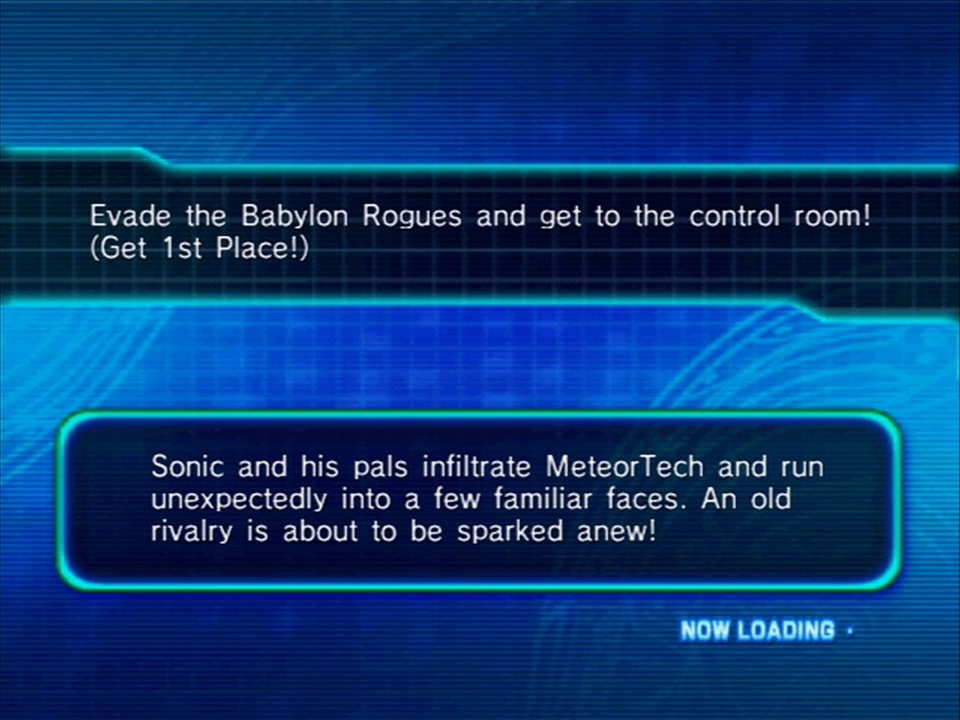 Evade the Babylon Rogues and get to the control room!
(Get 1st Place!)
Sonic and his pals infiltrate MeteorTech and run
unexpectedly into a few familiar faces. An old
rivalry is about to be sparked anew!
NOW LOADING ·